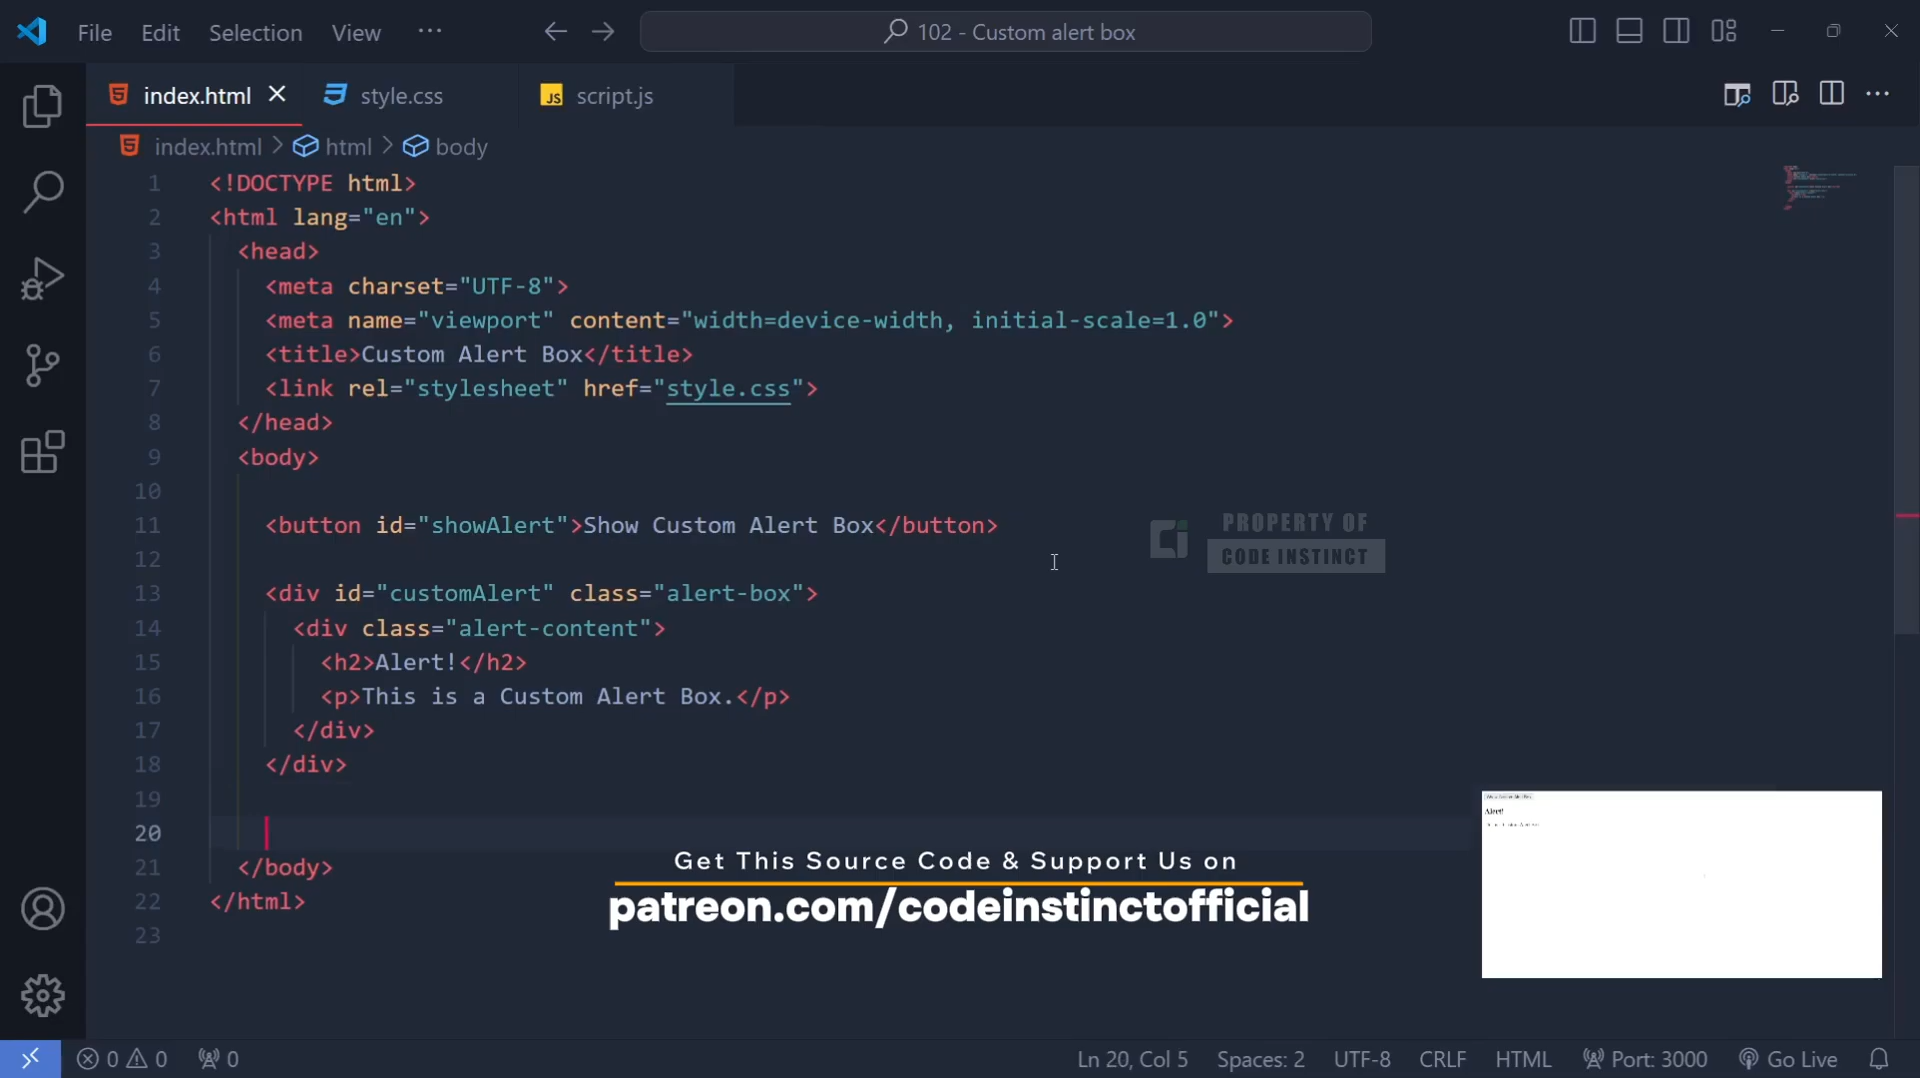 File Edit Selection View ···
102 - Custom alert box
index.html style.css JS script.js
index.html > html > body
1 <!DOCTYPE html>
2 <html lang="en">
3 <head>
4 <meta charset="UTF-8">
5 <meta name="viewport" content="width=device-width, initial-scale=1.0">
6 <title>Custom Alert Box</title>
7 <link rel="stylesheet" href="style.css">
8 </head>
9 <body>
10
11 <button id="showAlert">Show Custom Alert Box</button>
12
13 <div id="customAlert" class="alert-box">
14 <div class="alert-content">
15 <h2>Alert!</h2>
16 <p>This is a Custom Alert Box.</p>
17 </div>
18 </div>
19
20
21 </body>
22 </html>
23
PROPERTY OF
CODE INSTINCT
Alert!
Get This Source Code & Support Us on
patreon.com/codeinstinctofficial
0 0 0 Ln 20, Col 5 Spaces: 2 UTF-8 CRLF HTML Port: 3000 Go Live